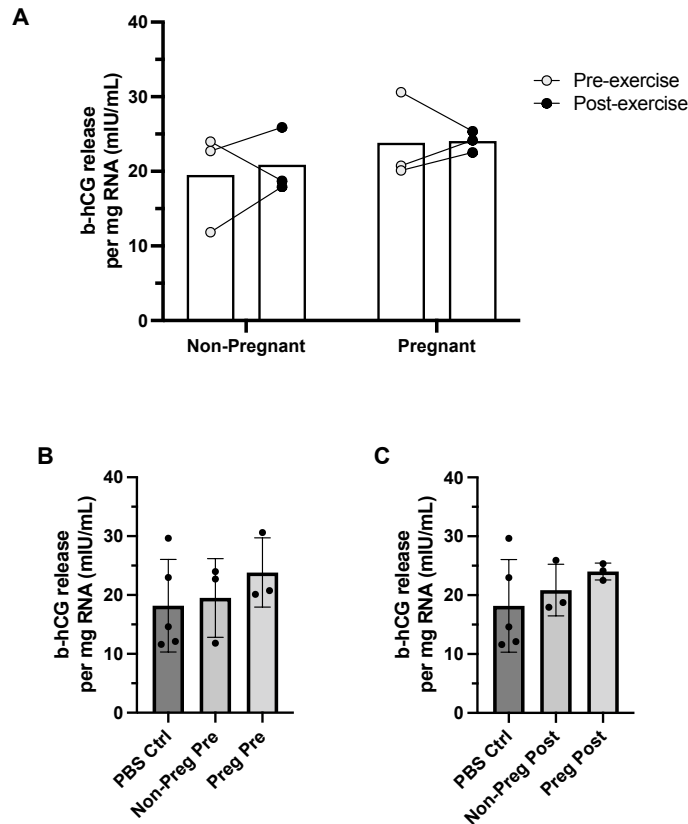 A
b-hCG release
per mg RNA (mIU/mL)
40
30
20
10
0
Non-Pregnant
Pregnant
Pre-exercise
Post-exercise
B
b-hCG release
per mg RNA (mIU/mL)
40
30
20
10
0
PBS Ctrl
Non-Preg Pre
Preg Pre
C
b-hCG release
per mg RNA (mIU/mL)
40
30
20
10
0
PBS Ctrl
Non-Preg Post
Preg Post